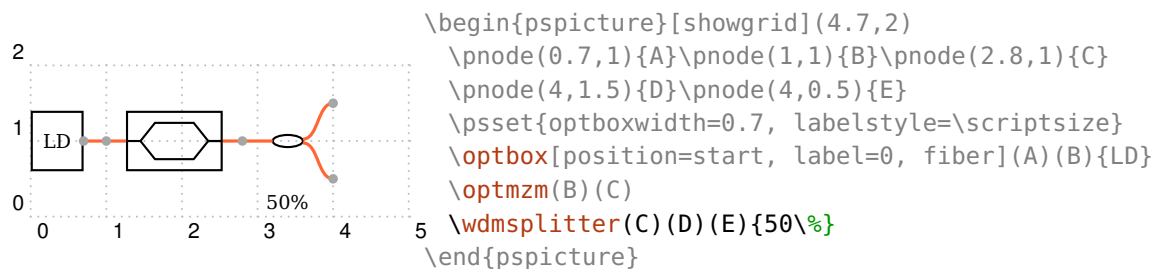 2
1
0
LD
50%
0 1 2 3 4 5
\begin{pspicture}[showgrid](4.7,2)
\pnode(0.7,1){A}\pnode(1,1){B}\pnode(2.8,1){C}
\pnode(4,1.5){D}\pnode(4,0.5){E}
\psset{optboxwidth=0.7, labelstyle=\scriptsize}
\optbox[position=start, label=0, fiber](A)(B){LD}
\optmzm(B)(C)
\wdmsplitter(C)(D)(E){50\%}
\end{pspicture}